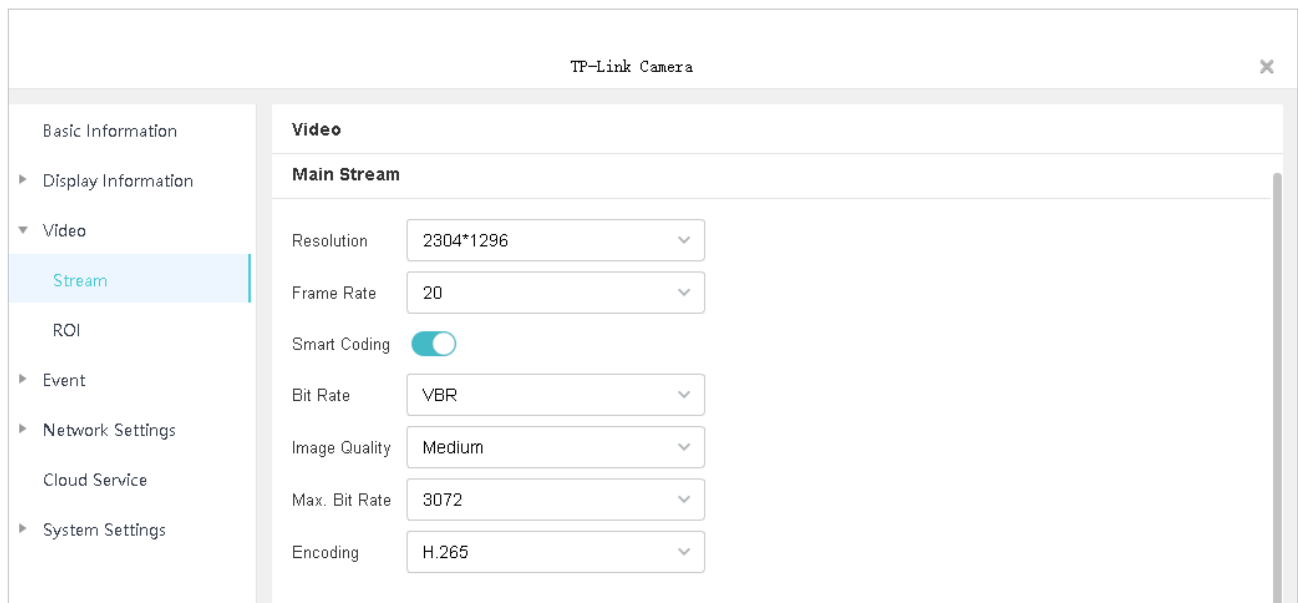 TP-Link Camera
Basic Information
Display Information
Video
Stream
ROI
Event
Network Settings
Cloud Service
System Settings
Video
Main Stream
Resolution 2304*1296
Frame Rate 20
Smart Coding
Bit Rate VBR
Image Quality Medium
Max. Bit Rate 3072
Encoding H.265